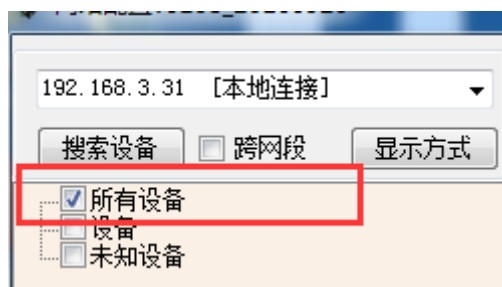 192.168.3.31 [本地连接]
搜索设备 跨网段 显示方式
所有设备
设备
未知设备